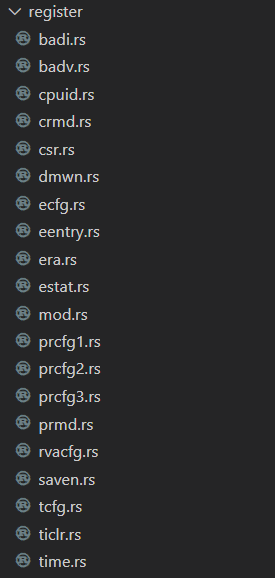 register
badi.rs
badv.rs
cpuid.rs
crmd.rs
csr.rs
dmwn.rs
ecfg.rs
eentry.rs
era.rs
estat.rs
mod.rs
prcfg1.rs
prcfg2.rs
prcfg3.rs
prmd.rs
rvacfg.rs
saven.rs
tcfg.rs
ticlr.rs
time.rs